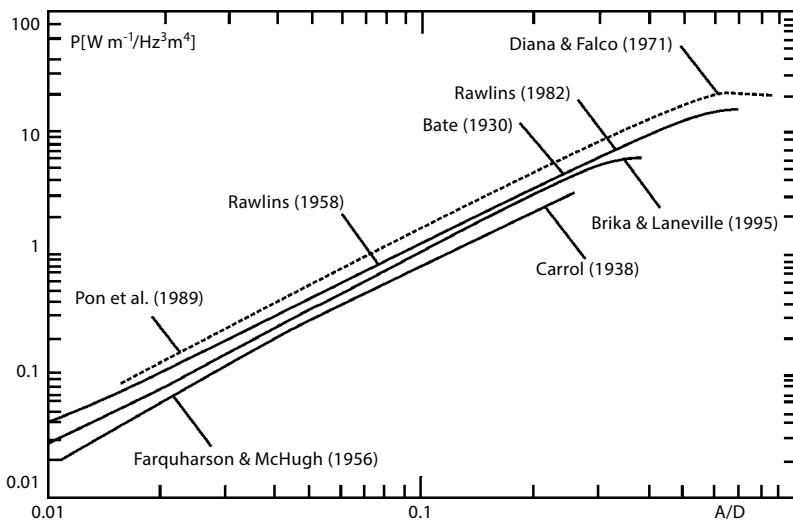 100
P[W m⁻¹/Hz³m⁴]
Diana & Falco (1971)
Rawlins (1982)
Bate (1930)
10
Rawlins (1958)
Brika & Laneville (1995)
1
Carrol (1938)
Pon et al. (1989)
0.1
Farquharson & McHugh (1956)
0.01
0.01
0.1
A/D